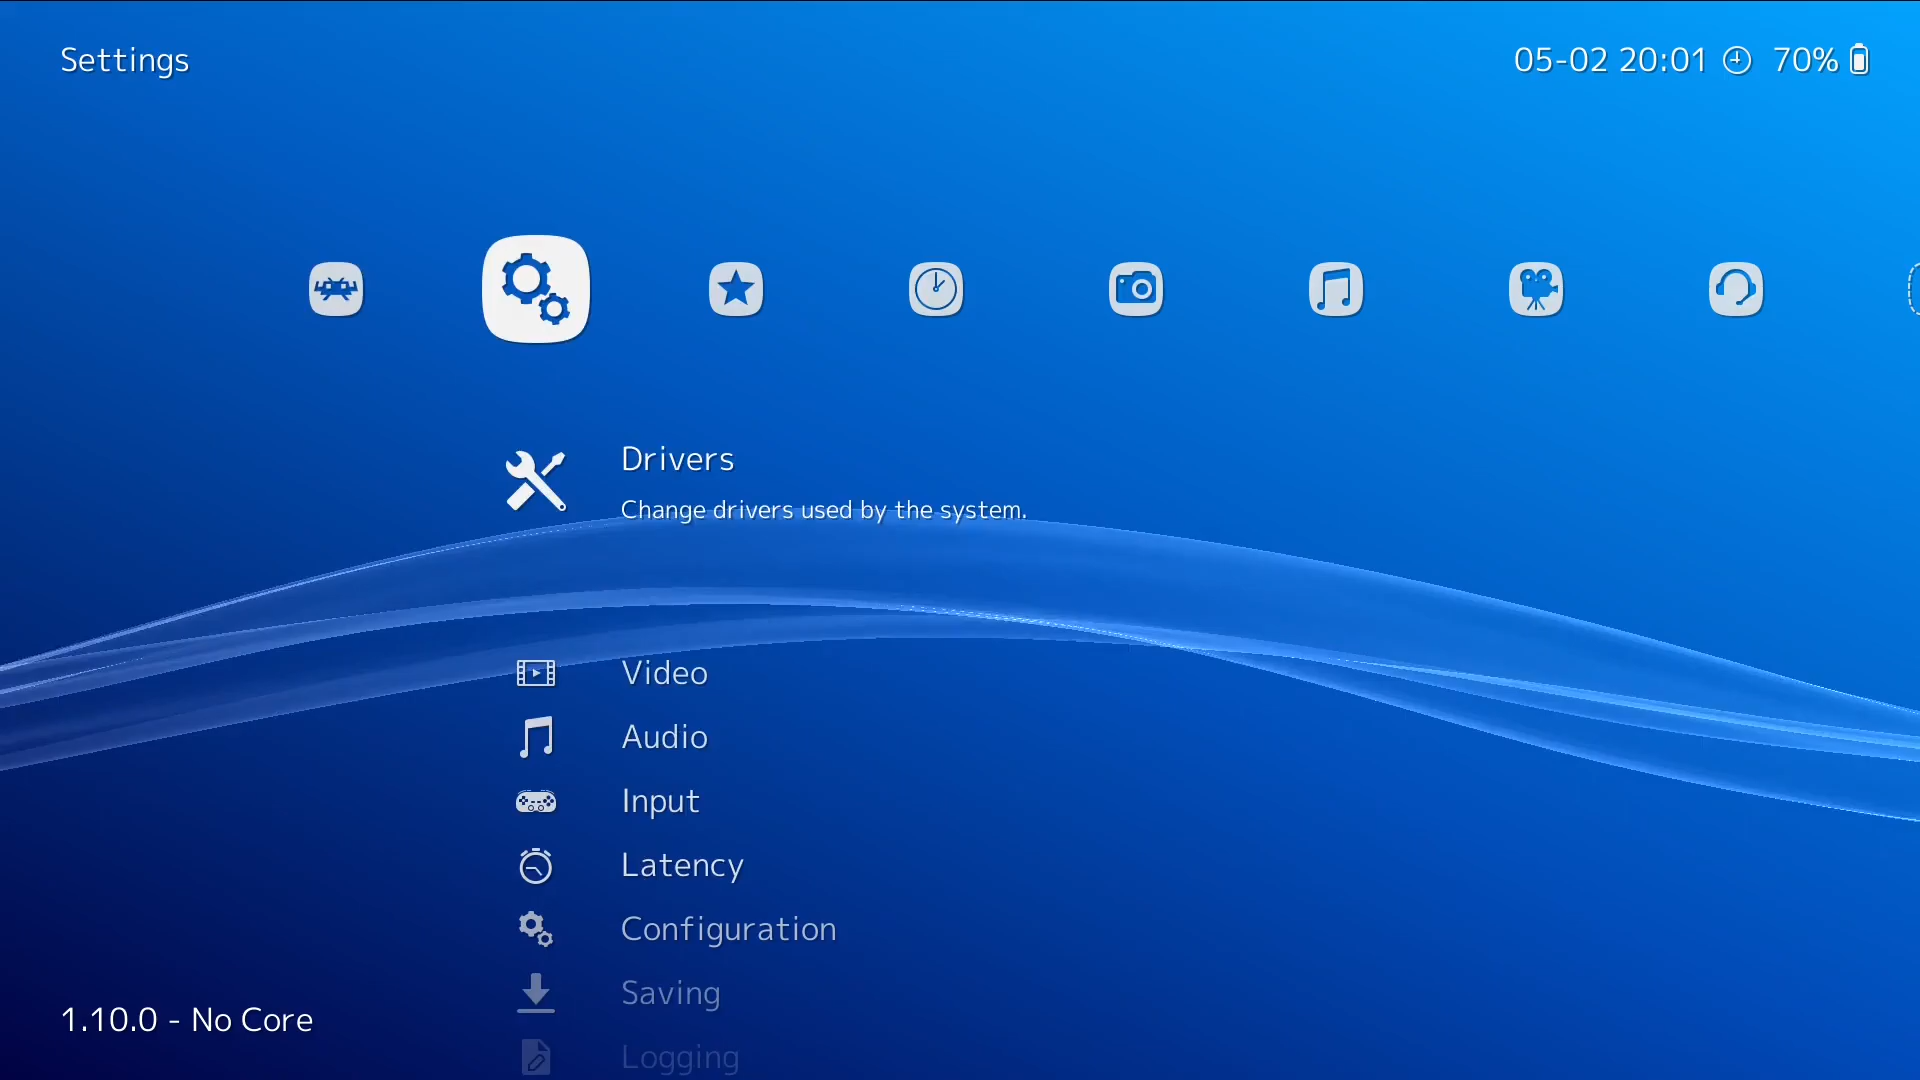 Settings
05-02 20:01 70%
Drivers
Change drivers used by the system.
Video
Audio
Input
Latency
Configuration
Saving
Logging
1.10.0 - No Core